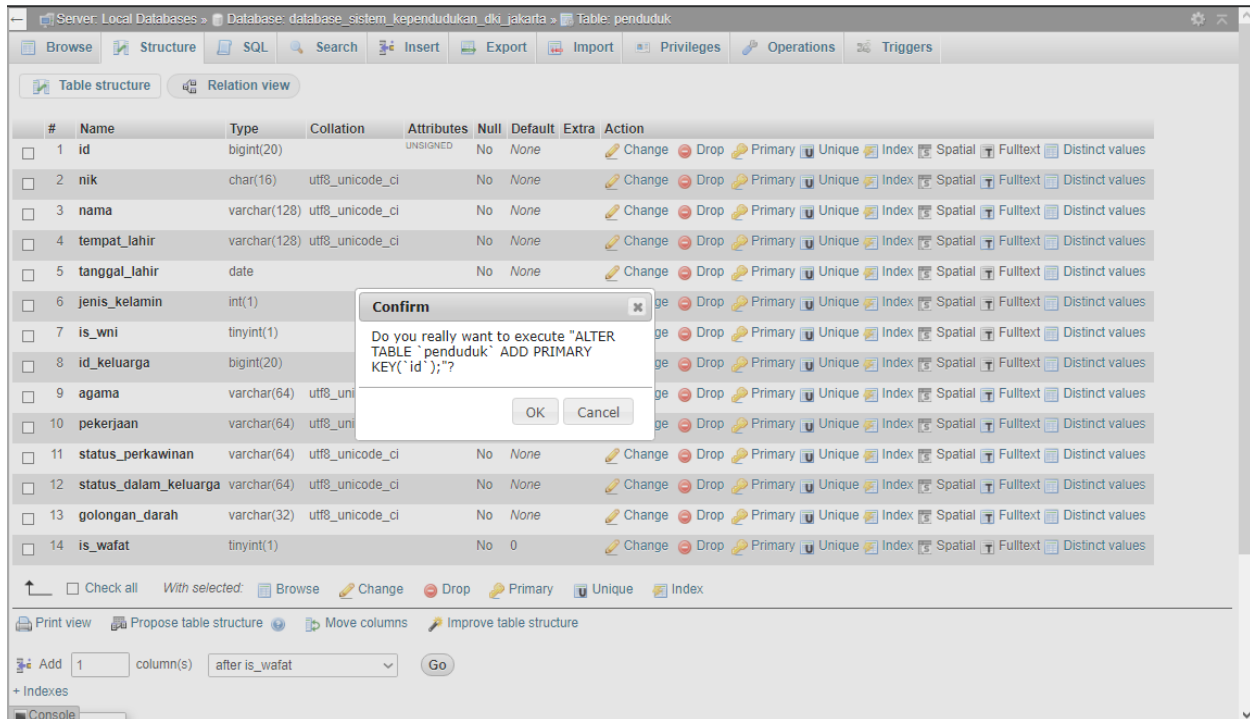 Server: Local Databases » Database: database_sistem_kependudukan_dki_jakarta » Table: penduduk
Browse Structure SQL Search Insert Export Import Privileges Operations Triggers
Table structure Relation view
# Name Type Collation Attributes Null Default Extra Action
1 id bigint(20) UNSIGNED No None Change Drop Primary Unique Index Spatial Fulltext Distinct values
2 nik char(16) utf8_unicode_ci No None Change Drop Primary Unique Index Spatial Fulltext Distinct values
3 nama varchar(128) utf8_unicode_ci No None Change Drop Primary Unique Index Spatial Fulltext Distinct values
4 tempat_lahir varchar(128) utf8_unicode_ci No None Change Drop Primary Unique Index Spatial Fulltext Distinct values
5 tanggal_lahir date No None Change Drop Primary Unique Index Spatial Fulltext Distinct values
6 jenis_kelamin int(1) ge Drop Primary Unique Index Spatial Fulltext Distinct values
7 is_wni tinyint(1) ge Drop Primary Unique Index Spatial Fulltext Distinct values
8 id_keluarga bigint(20) ge Drop Primary Unique Index Spatial Fulltext Distinct values
9 agama varchar(64) utf8_uni ge Drop Primary Unique Index Spatial Fulltext Distinct values
10 pekerjaan varchar(64) utf8_uni ge Drop Primary Unique Index Spatial Fulltext Distinct values
Confirm
Do you really want to execute "ALTER
TABLE `penduduk` ADD PRIMARY
KEY(`id`);"?
OK Cancel
11 status_perkawinan varchar(64) utf8_unicode_ci No None Change Drop Primary Unique Index Spatial Fulltext Distinct values
12 status_dalam_keluarga varchar(64) utf8_unicode_ci No None Change Drop Primary Unique Index Spatial Fulltext Distinct values
13 golongan_darah varchar(32) utf8_unicode_ci No None Change Drop Primary Unique Index Spatial Fulltext Distinct values
14 is_wafat tinyint(1) No 0 Change Drop Primary Unique Index Spatial Fulltext Distinct values
Check all With selected: Browse Change Drop Primary Unique Index
Print view Propose table structure Move columns Improve table structure
Add 1 column(s) after is_wafat Go
+ Indexes
Console